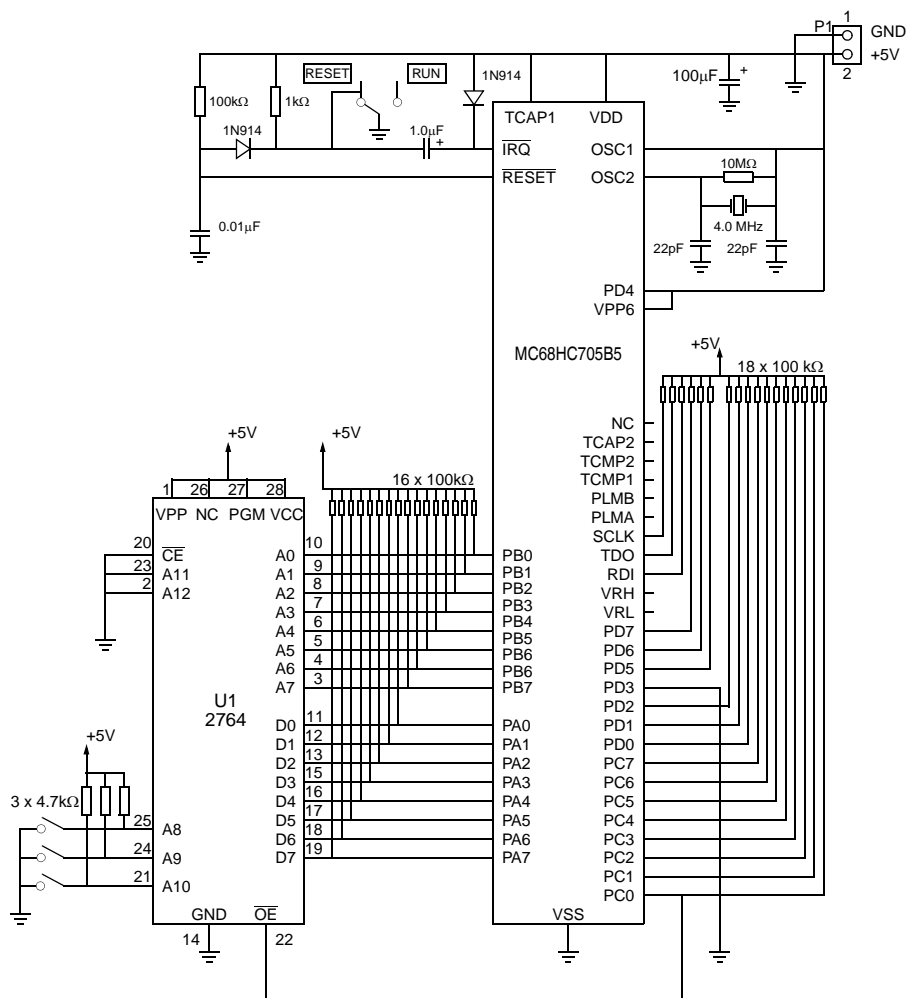 P1
1
GND
+5V
2
RESET
RUN
1N914
100µF
+
100kΩ
1kΩ
TCAP1
VDD
1N914
1.0µF
+
IRQ
OSC1
10MΩ
RESET
OSC2
0.01µF
4.0 MHz
22pF
22pF
PD4
VPP6
MC68HC705B5
+5V
18 x 100 kΩ
NC
+5V
+5V
TCAP2
TCMP2
16 x 100kΩ
TCMP1
1
26
27
28
PLMB
VPP
NC
PGM
VCC
PLMA
SCLK
20
CE
A0
10
PB0
TDO
23
A11
A1
9
PB1
RDI
2
A12
A2
8
PB2
VRH
A3
7
PB3
VRL
A4
6
PB4
PD7
A5
5
PB5
PD6
A6
4
PB6
PD5
PB6
A7
3
PB7
PD3
U1
2764
PD2
D0
11
PA0
PD1
+5V
D1
12
PA1
PD0
D2
13
PA2
PC7
D3
15
PA3
PC6
3 x 4.7kΩ
D4
16
PA4
PC5
25
A8
D5
17
PA5
PC4
D6
18
PA6
PC3
24
A9
D7
19
PA7
PC2
21
A10
PC1
PC0
GND
OE
VSS
14
22